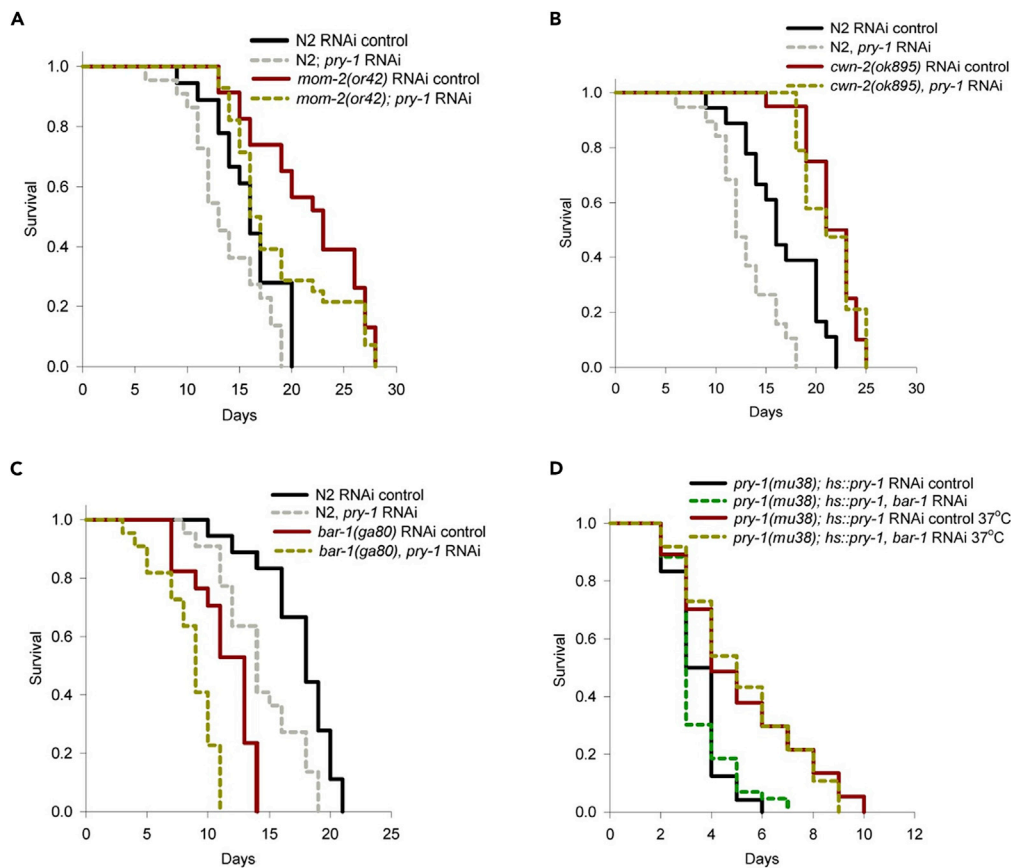 A
N2 RNAi control
N2; pry-1 RNAi
mom-2(or42) RNAi control
mom-2(or42); pry-1 RNAi
1.0
0.8
0.6
0.4
0.2
0.0
Survival
0 5 10 15 20 25 30
Days
B
N2 RNAi control
N2, pry-1 RNAi
cwn-2(ok895) RNAi control
cwn-2(ok895), pry-1 RNAi
1.0
0.8
0.6
0.4
0.2
0.0
Survival
0 5 10 15 20 25 30
Days
C
N2 RNAi control
N2, pry-1 RNAi
bar-1(ga80) RNAi control
bar-1(ga80), pry-1 RNAi
1.0
0.8
0.6
0.4
0.2
0.0
Survival
0 5 10 15 20 25
Days
D
pry-1(mu38); hs::pry-1 RNAi control
pry-1(mu38); hs::pry-1, bar-1 RNAi
pry-1(mu38); hs::pry-1 RNAi control 37°C
pry-1(mu38); hs::pry-1, bar-1 RNAi 37°C
1.0
0.8
0.6
0.4
0.2
0.0
Survival
0 2 4 6 8 10 12
Days